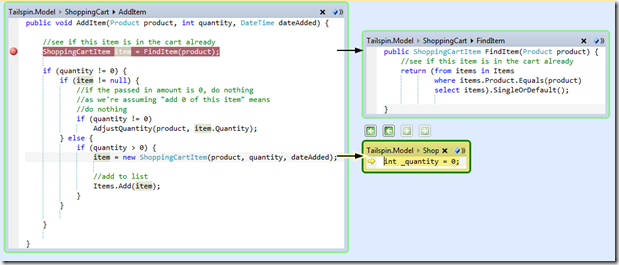 Tailspin.Model ▸ ShoppingCart ▸ AddItem
public void AddItem(Product product, int quantity, DateTime dateAdded) {
//see if this item is in the cart already
ShoppingCartItem item = FindItem(product);
if (quantity != 0) {
if (item != null) {
//if the passed in amount is 0, do nothing
//as we're assuming "add 0 of this item" means
//do nothing
if (quantity != 0)
AdjustQuantity(product, item.Quantity);
} else {
if (quantity > 0) {
item = new ShoppingCartItem(product, quantity, dateAdded);
//add to list
Items.Add(item);
}
}
}
}
Tailspin.Model ▸ ShoppingCart ▸ FindItem
public ShoppingCartItem FindItem(Product product) {
//see if this item is in the cart already
return (from items in Items
where items.Product.Equals(product)
select items).SingleOrDefault();
}
Tailspin.Model ▸ Shop
int _quantity = 0;